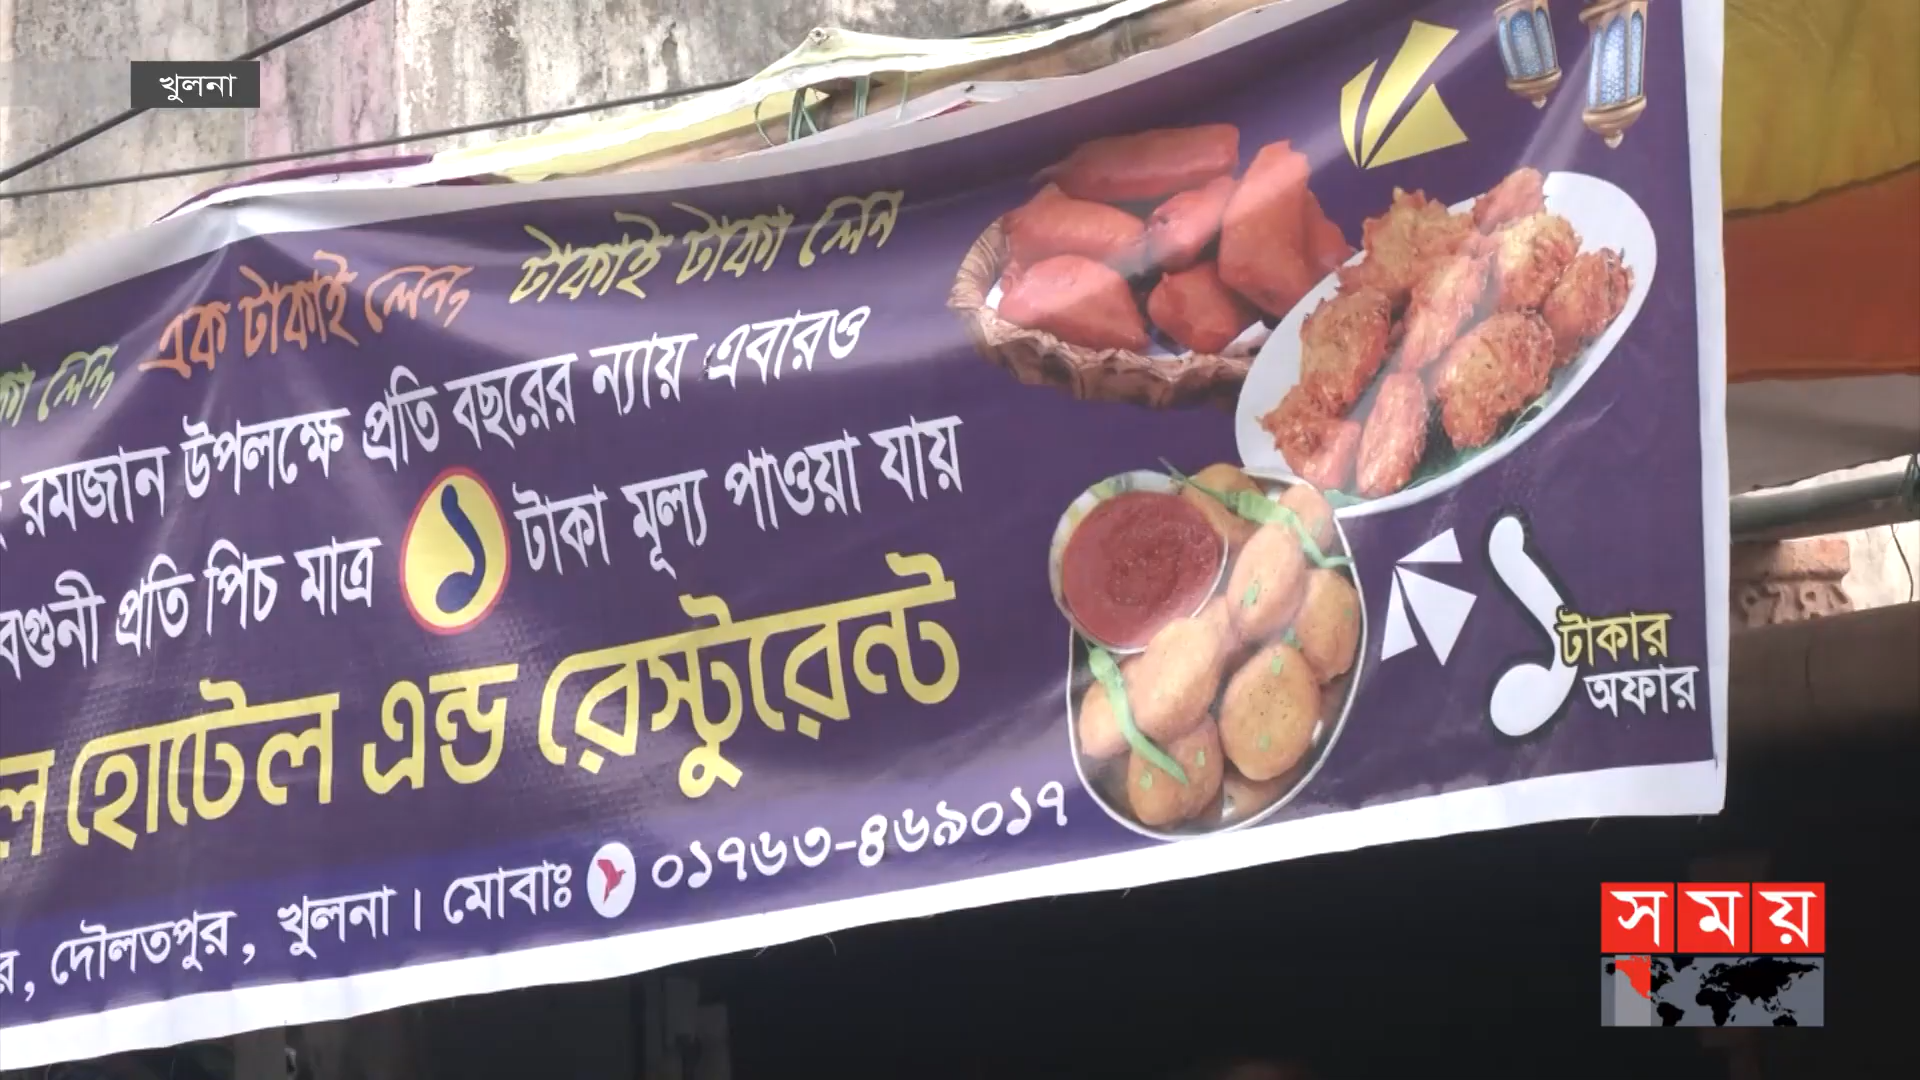 খুলনা
লেন, এক টাকাই লেন, টাকাই টাকা লেন
রমজান উপলক্ষে প্রতি বছরের ন্যায় এবারও
বেগুনী প্রতি পিচ মাত্র ১ টাকা মূল্য পাওয়া যায়
হোটেল এন্ড রেস্টুরেন্ট
দৌলতপুর, খুলনা। মোবাঃ ০১৭৬৩-৪৬৯০১৭
১ টাকার
অফার
সময়